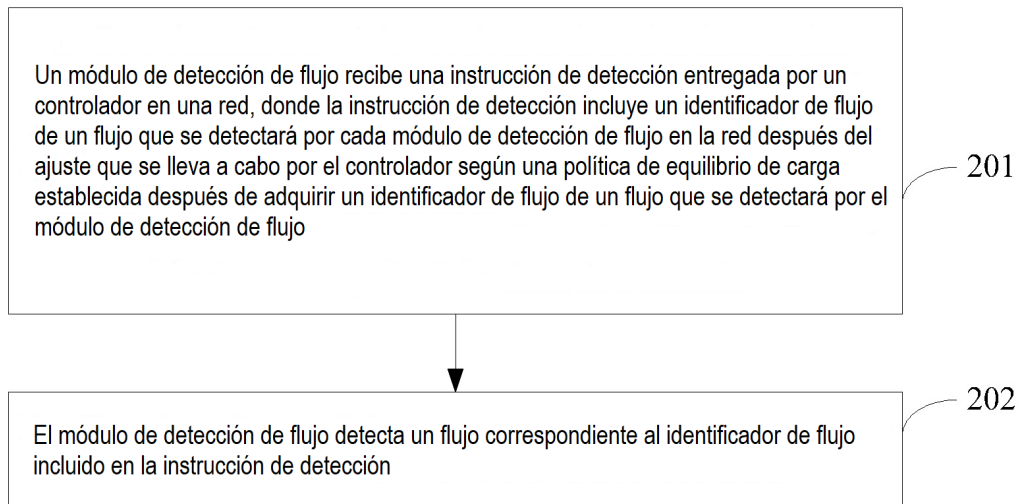 Un módulo de detección de flujo recibe una instrucción de detección entregada por un
controlador en una red, donde la instrucción de detección incluye un identificador de flujo
de un flujo que se detectará por cada módulo de detección de flujo en la red después del
ajuste que se lleva a cabo por el controlador según una política de equilibrio de carga
establecida después de adquirir un identificador de flujo de un flujo que se detectará por el
módulo de detección de flujo
201
202
El módulo de detección de flujo detecta un flujo correspondiente al identificador de flujo
incluido en la instrucción de detección